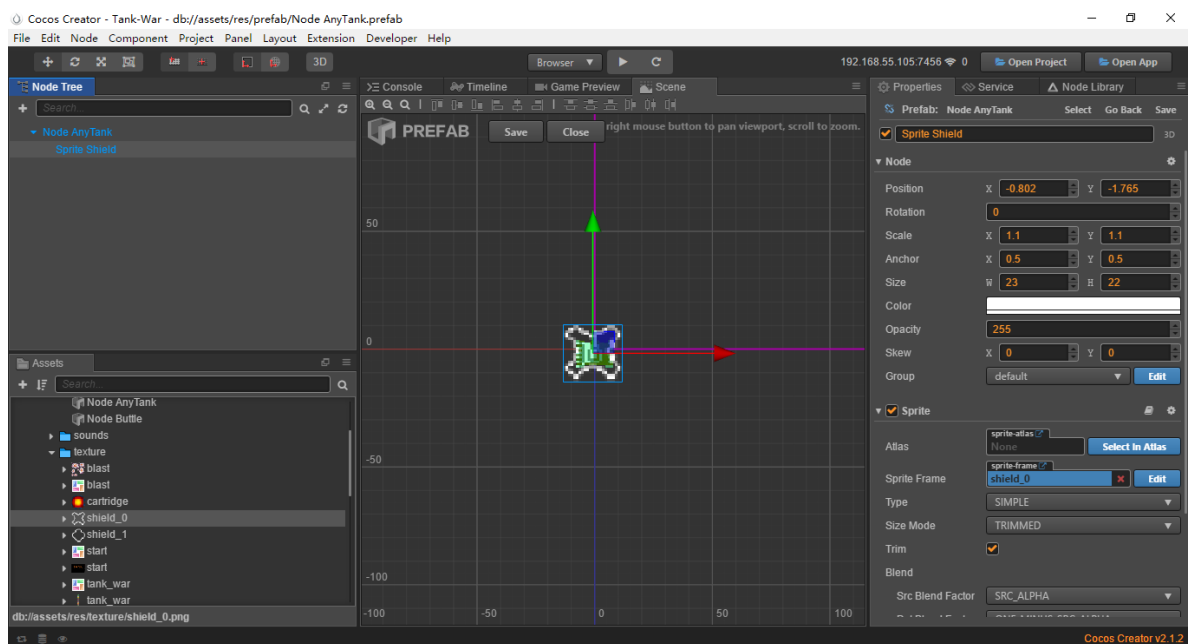 Cocos Creator - Tank-War - db://assets/res/prefab/Node AnyTank.prefab
File Edit Node Component Project Panel Layout Extension Developer Help
3D Browser 192.168.55.105:7456 0 Open Project Open App
Node Tree
Search...
Node AnyTank
Sprite Shield
Console Timeline Game Preview Scene
PREFAB Save Close right mouse button to pan viewport, scroll to zoom.
50
0
-50
-100
-100 -50 0 50 100
Assets
Search...
Node AnyTank
Node Buttle
sounds
texture
blast
blast
cartridge
shield_0
shield_1
start
start
tank_war
tank_war
db://assets/res/texture/shield_0.png
Properties Service Node Library
Prefab: Node AnyTank Select Go Back Save
Sprite Shield 3D
Node
Position X -0.802 Y -1.765
Rotation 0
Scale X 1.1 Y 1.1
Anchor X 0.5 Y 0.5
Size W 23 H 22
Color
Opacity 255
Skew X 0 Y 0
Group default Edit
Sprite
sprite-atlas
Atlas None Select In Atlas
sprite-frame
Sprite Frame shield_0 Edit
Type SIMPLE
Size Mode TRIMMED
Trim
Blend
Src Blend Factor SRC_ALPHA
Cocos Creator v2.1.2